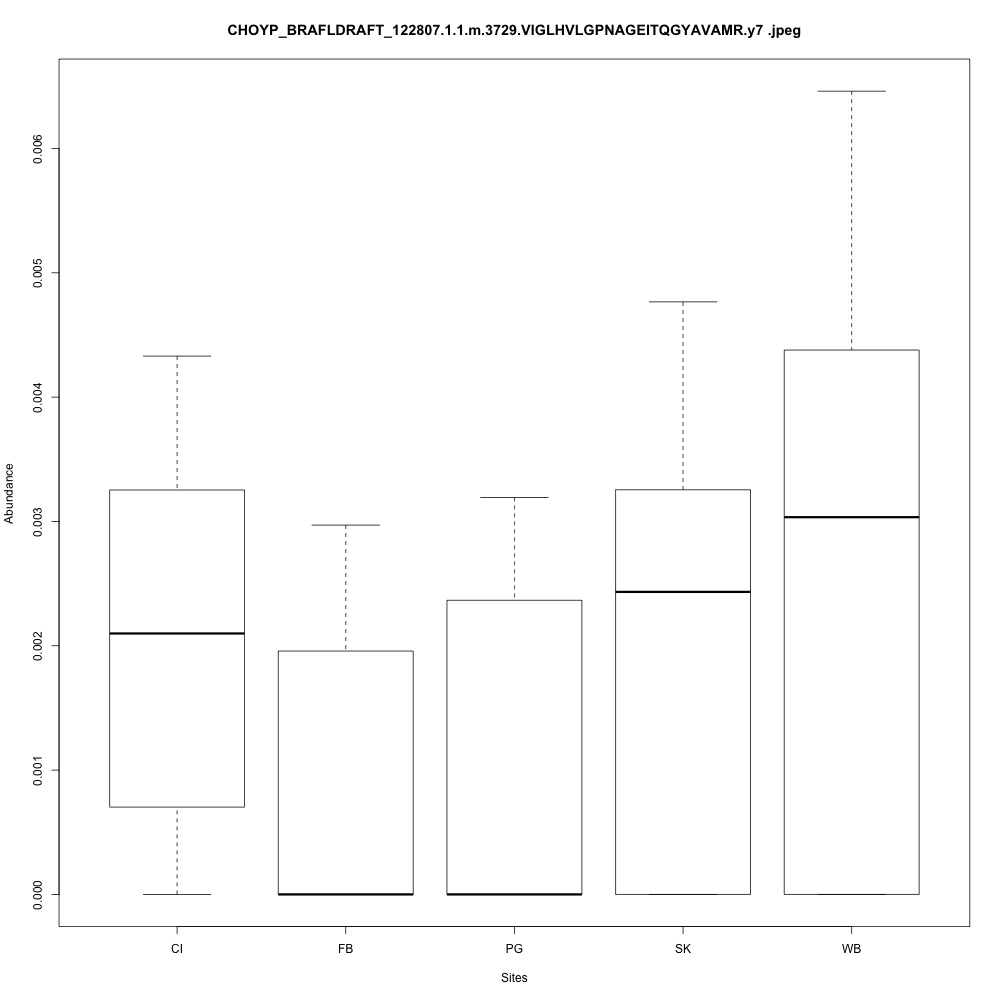 CHOYP_BRAFLDRAFT_122807.1.1.m.3729.VIGLHVLGPNAGEITQGYAVAMR.y7 .jpeg
0.006
0.005
0.004
0.003
0.002
0.001
0.000
Abundance
CI FB PG SK WB
Sites